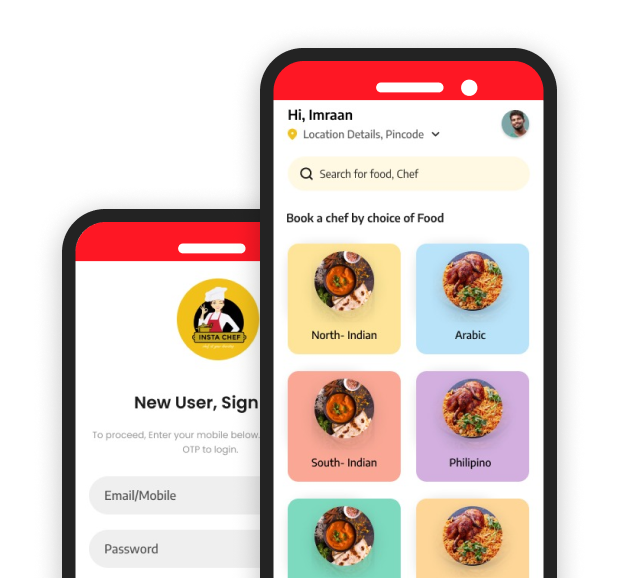 Hi, Imraan
Location Details, Pincode
Search for food, Chef
Book a chef by choice of Food
North- Indian
Arabic
South- Indian
Philipino
INSTA CHEF
New User, Sign
To proceed, Enter your mobile below.
OTP to login.
Email/Mobile
Password